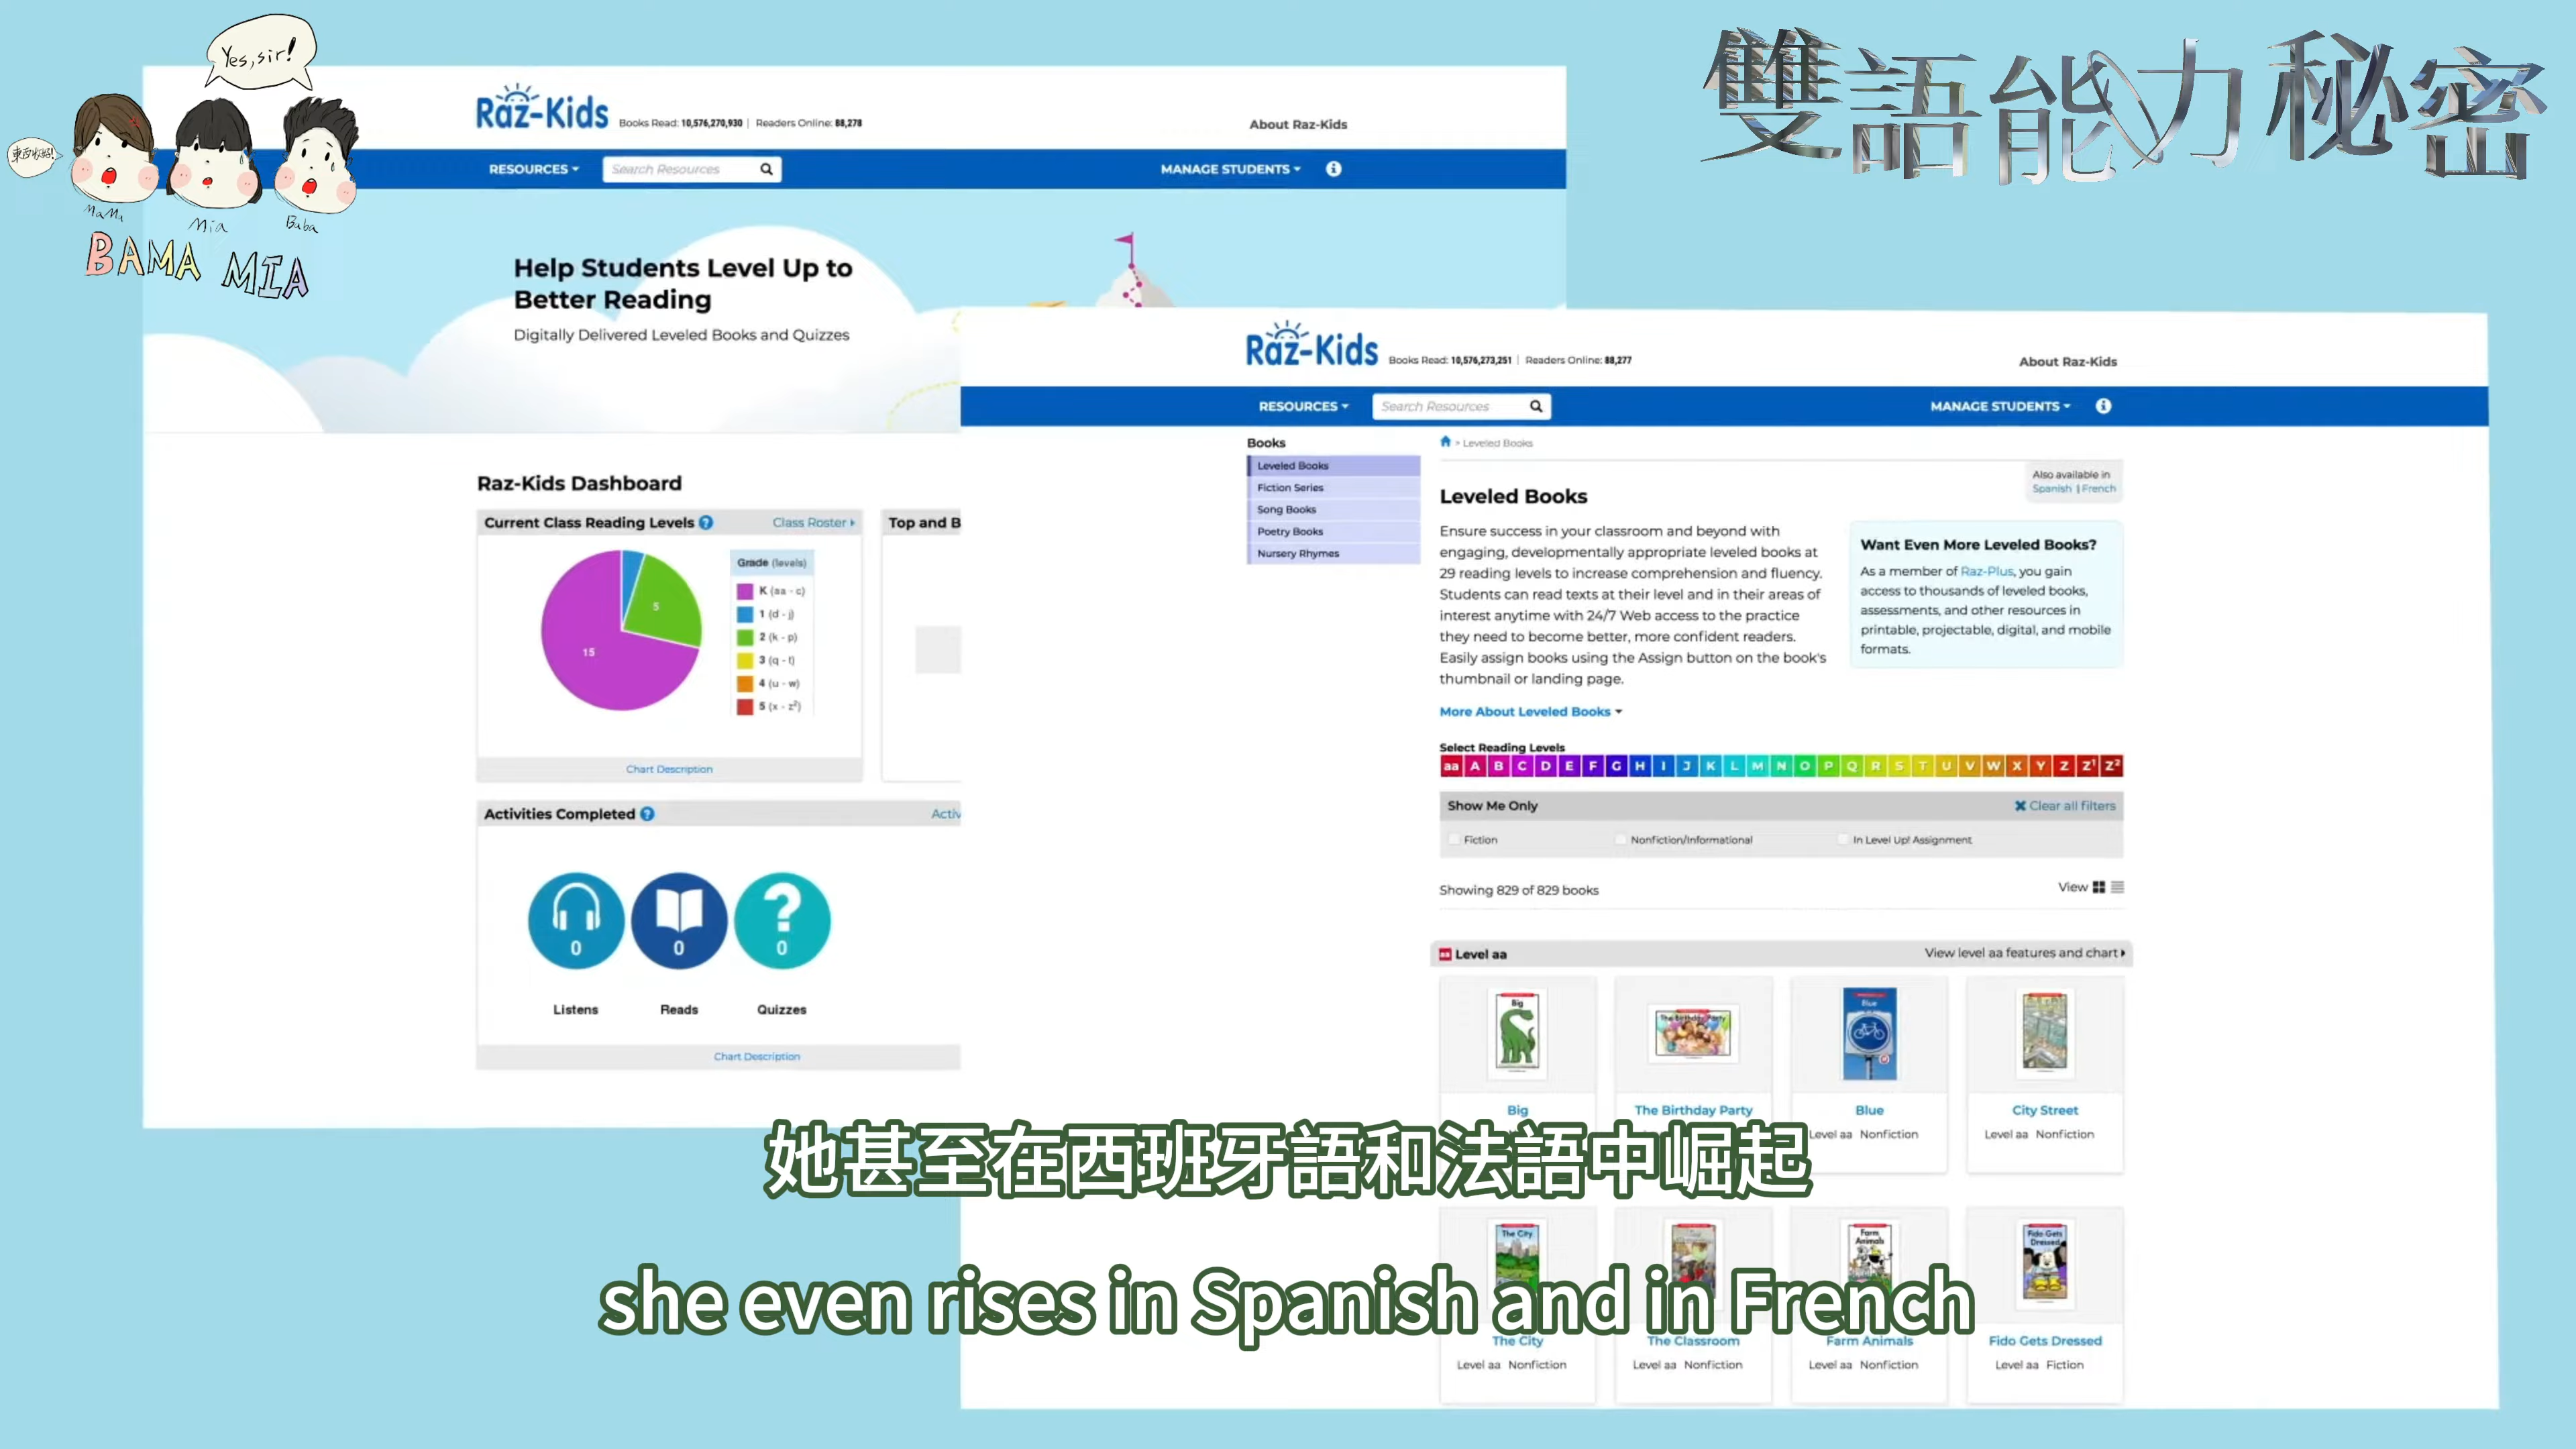 Yes, sir!
MaMa
Mia
Baba
BAMA MIA
雙語能力秘密
Raz-Kids
Books Read: 10,576,270,930 | Readers Online: 88,278
About Raz-Kids
RESOURCES
Search Resources
MANAGE STUDENTS
Help Students Level Up to
Better Reading
Digitally Delivered Leveled Books and Quizzes
Raz-Kids Dashboard
Current Class Reading Levels
Class Roster
Top and B
15
5
Grade (levels)
K (aa - c)
1 (d - j)
2 (k - p)
3 (q - t)
4 (u - w)
5 (x - z²)
Chart Description
Activities Completed
Activ
0
0
0
Listens
Reads
Quizzes
Chart Description
Raz-Kids
Books Read: 10,576,273,251 | Readers Online: 88,277
About Raz-Kids
RESOURCES
Search Resources
MANAGE STUDENTS
Books
Leveled Books
Fiction Series
Song Books
Poetry Books
Nursery Rhymes
» Leveled Books
Also available in
Spanish | French
Leveled Books
Ensure success in your classroom and beyond with
engaging, developmentally appropriate leveled books at
29 reading levels to increase comprehension and fluency.
Students can read texts at their level and in their areas of
interest anytime with 24/7 Web access to the practice
they need to become better, more confident readers.
Easily assign books using the Assign button on the book's
thumbnail or landing page.
Want Even More Leveled Books?
As a member of Raz-Plus, you gain
access to thousands of leveled books,
assessments, and other resources in
printable, projectable, digital, and mobile
formats.
More About Leveled Books
Select Reading Levels
aa A B C D E F G H I J K L M N O P Q R S T U V W X Y Z Z¹ Z²
Show Me Only
Clear all filters
Fiction
Nonfiction/Informational
In Level Up! Assignment
Showing 829 of 829 books
View
Level aa
View level aa features and chart
Big
The Birthday Party
Blue
Big
The Birthday Party
Blue
City Street
Level aa Nonfiction
Level aa Nonfiction
她甚至在西班牙語和法語中崛起
The City
Farm
Animals
Fido Gets
Dressed
she even rises in Spanish and in French
The City
The Classroom
Farm Animals
Fido Gets Dressed
Level aa Nonfiction
Level aa Nonfiction
Level aa Nonfiction
Level aa Fiction